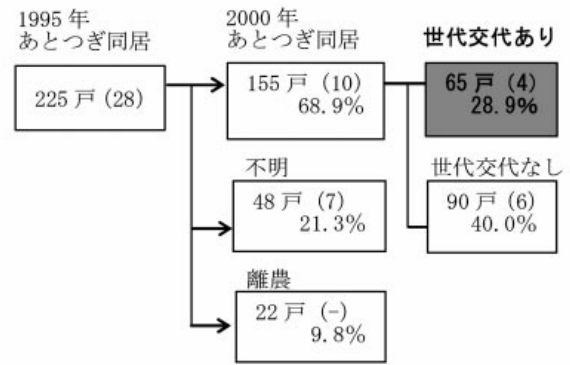 1995 年
あとつぎ同居
225 戸 (28)
2000 年
あとつぎ同居
155 戸 (10)
68.9%
世代交代あり
65 戸 (4)
28.9%
不明
48 戸 (7)
21.3%
世代交代なし
90 戸 (6)
40.0%
離農
22 戸 (-)
9.8%